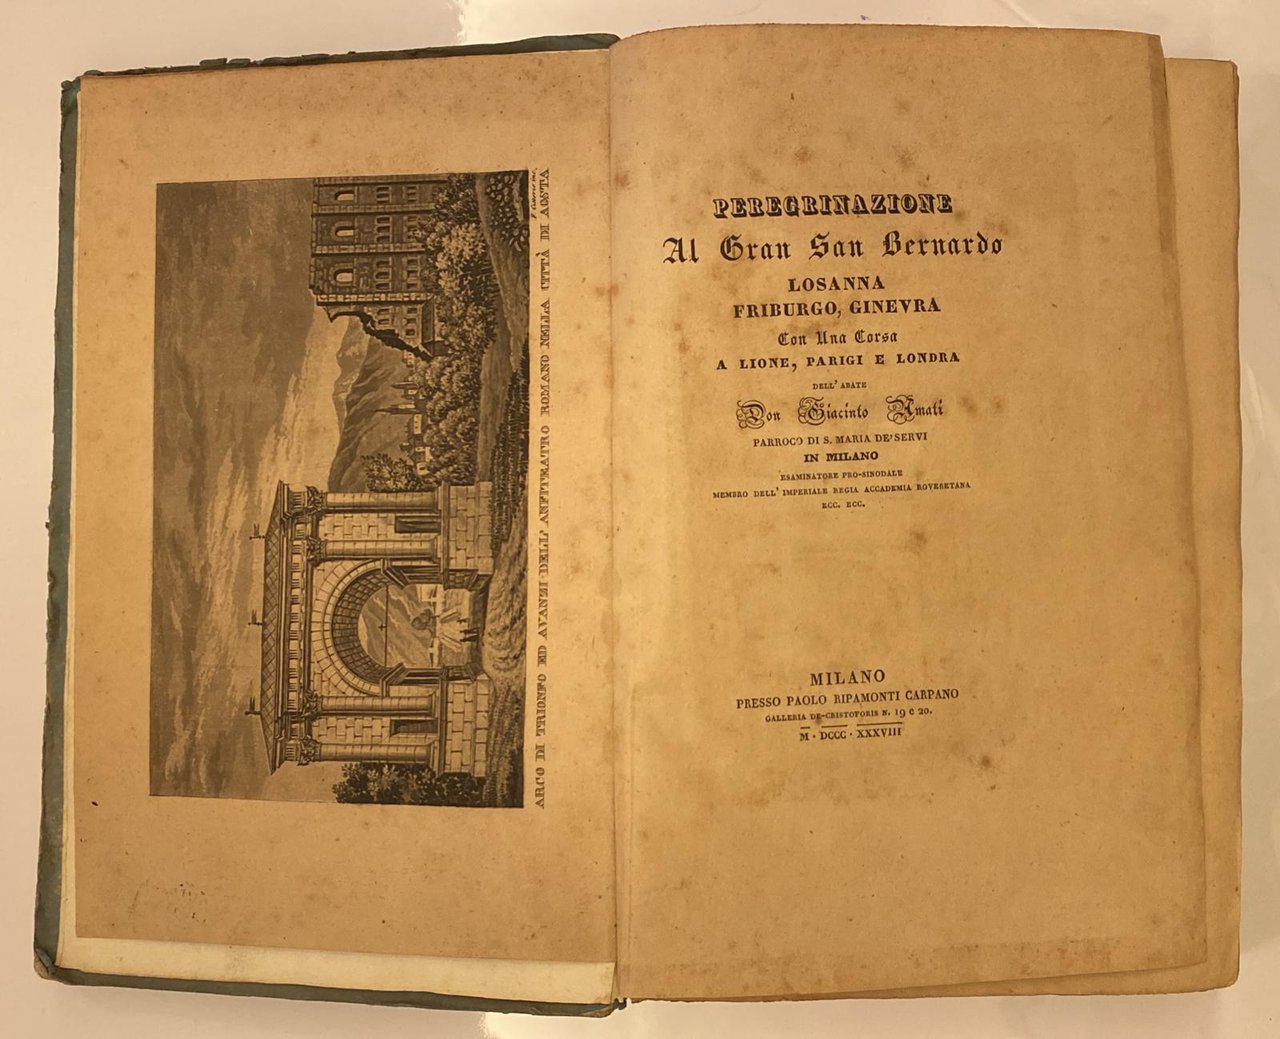 ARCO DI TRIONFO ED AVANZI DELL' ANFITEATRO ROMANO NELLA CITTÀ DI AOSTA
PEREGRINAZIONE
Al Gran San Bernardo
LOSANNA
FRIBURGO, GINEVRA
Con Una Corsa
A LIONE, PARIGI E LONDRA
DELL' ABATE
Don Giacinto Amati
PARROCO DI S. MARIA DE' SERVI
IN MILANO
ESAMINATORE PRO-SINODALE
MEMBRO DELL' IMPERIALE REGIA ACCADEMIA ROVERETANA
ECC. ECC.
MILANO
PRESSO PAOLO RIPAMONTI CARPANO
GALLERIA DE-CRISTOFORIS N. 19 e 20.
M · DCCC · XXXVIII